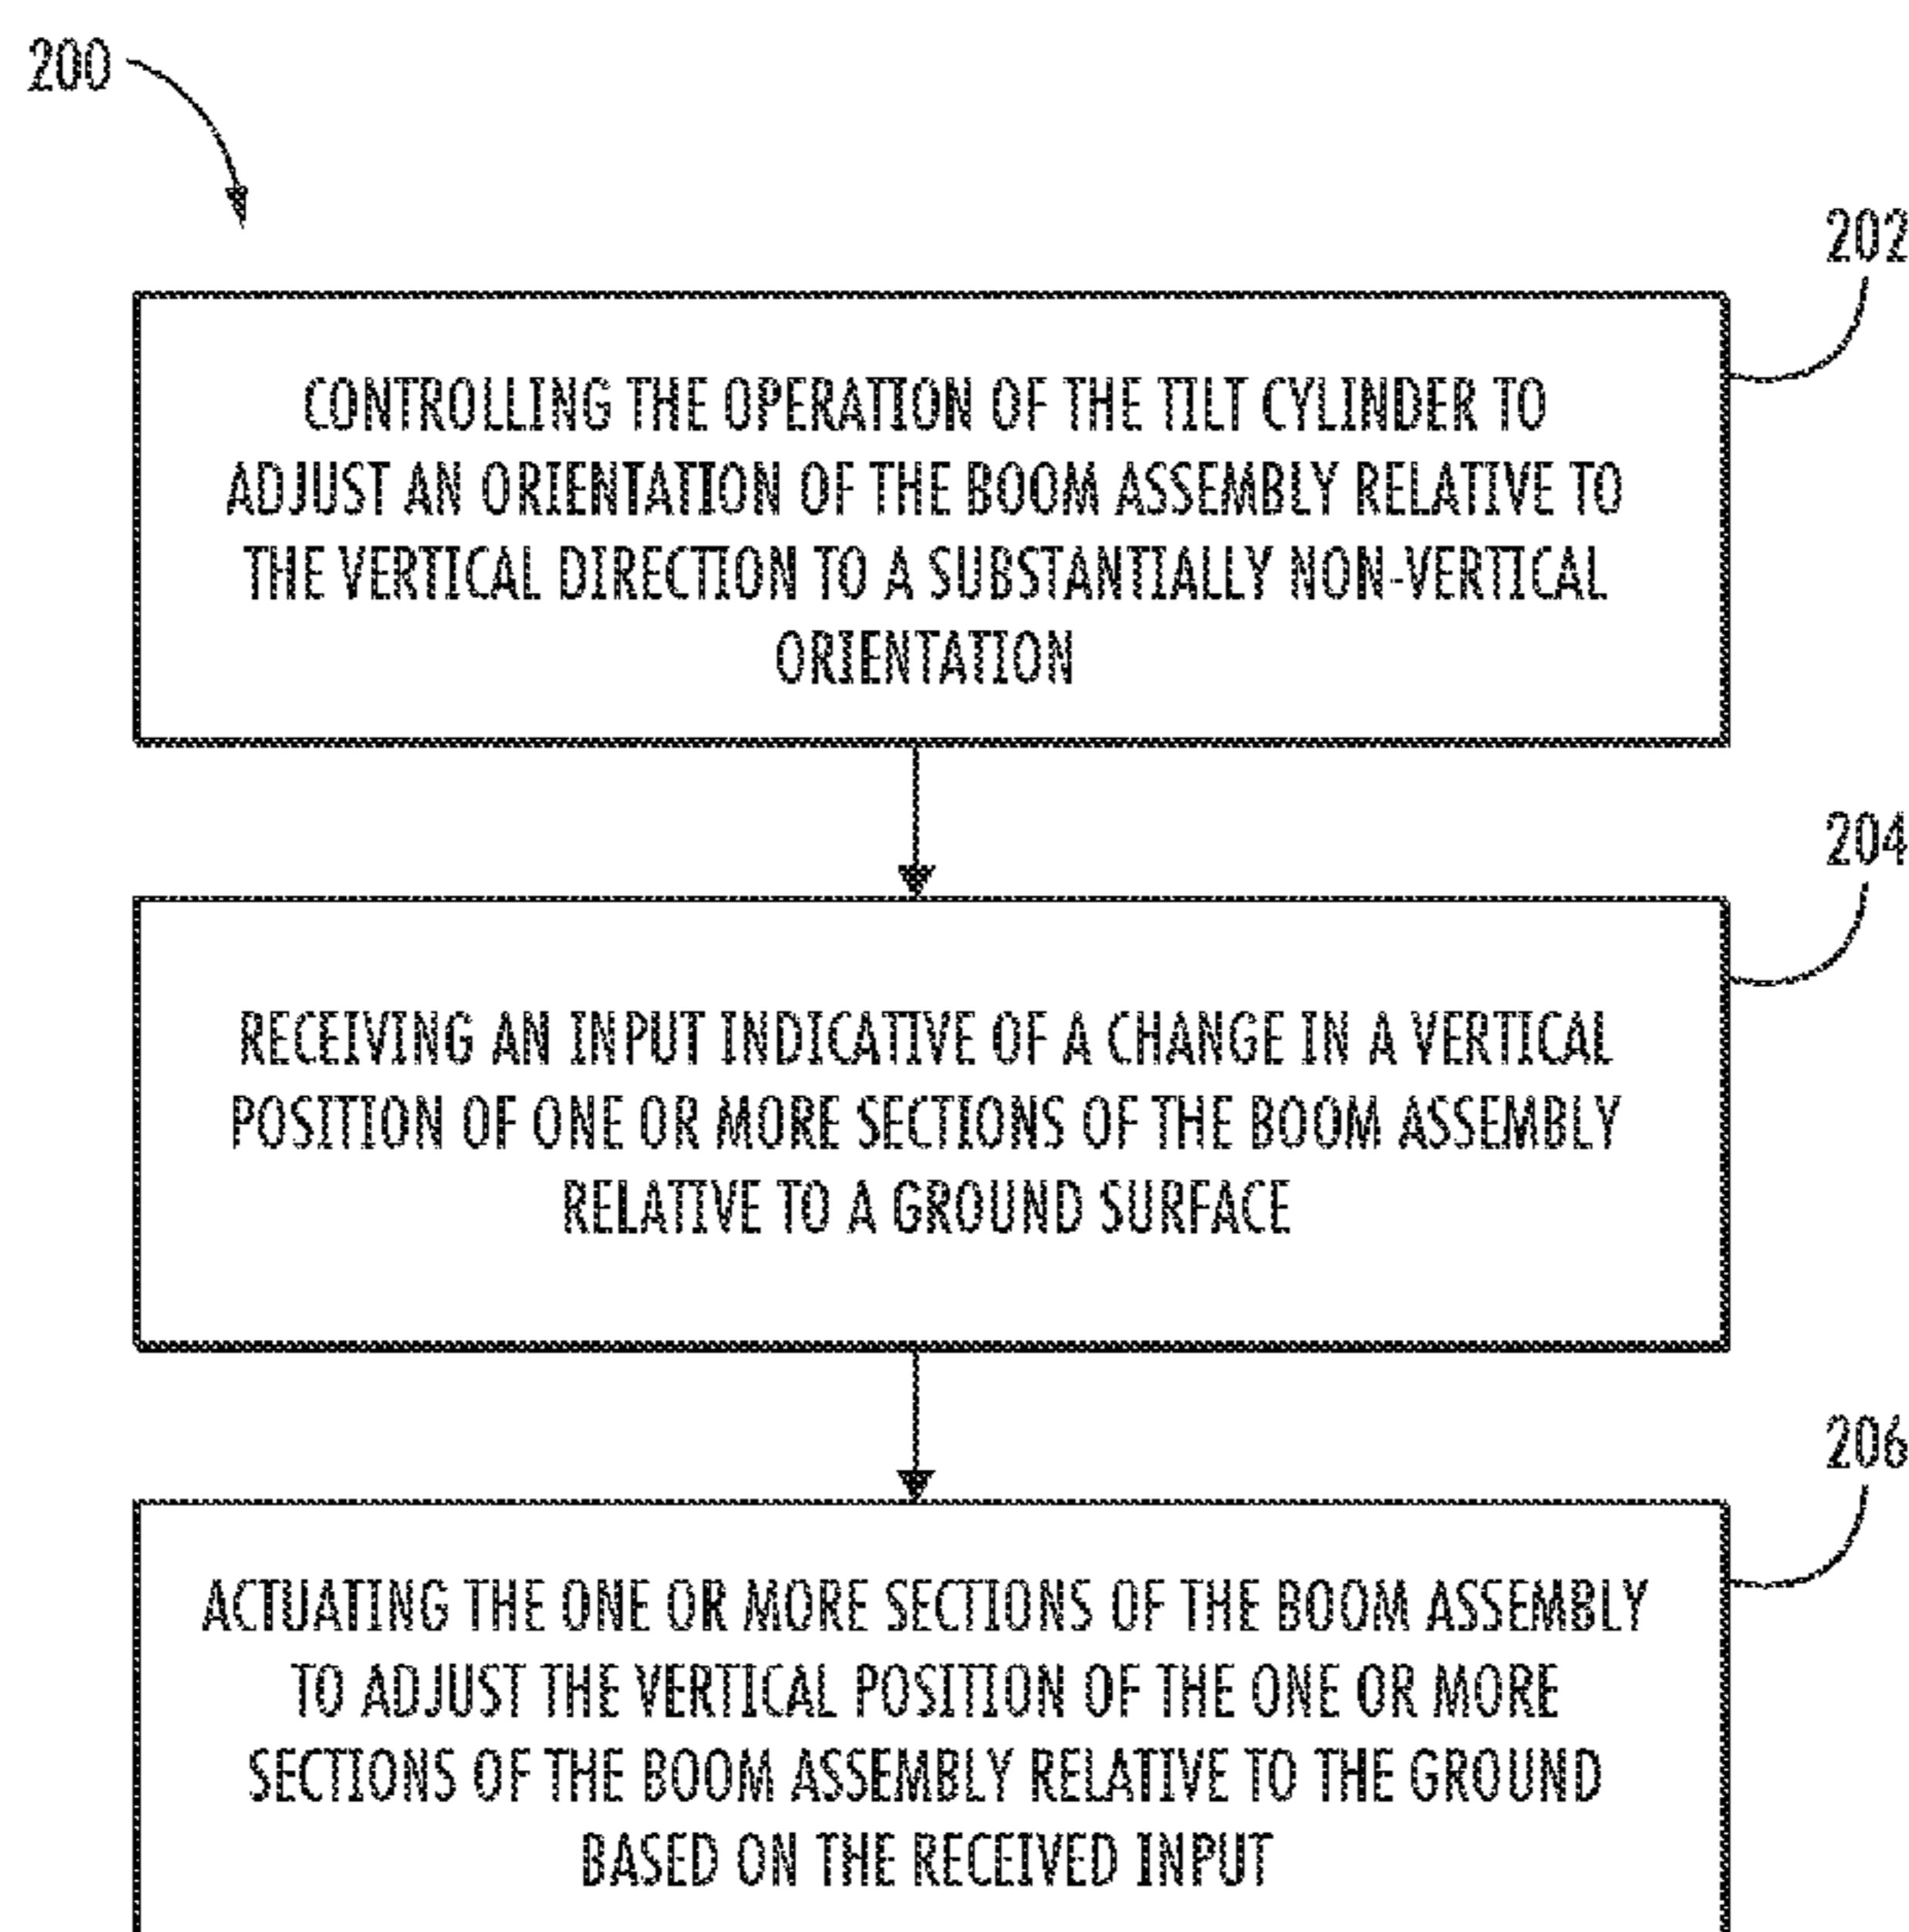 200
202
CONTROLLING THE OPERATION OF THE TILT CYLINDER TO
ADJUST AN ORIENTATION OF THE BOOM ASSEMBLY RELATIVE TO
THE VERTICAL DIRECTION TO A SUBSTANTIALLY NON-VERTICAL
ORIENTATION
204
RECEIVING AN INPUT INDICATIVE OF A CHANGE IN A VERTICAL
POSITION OF ONE OR MORE SECTIONS OF THE BOOM ASSEMBLY
RELATIVE TO A GROUND SURFACE
206
ACTUATING THE ONE OR MORE SECTIONS OF THE BOOM ASSEMBLY
TO ADJUST THE VERTICAL POSITION OF THE ONE OR MORE
SECTIONS OF THE BOOM ASSEMBLY RELATIVE TO THE GROUND
BASED ON THE RECEIVED INPUT